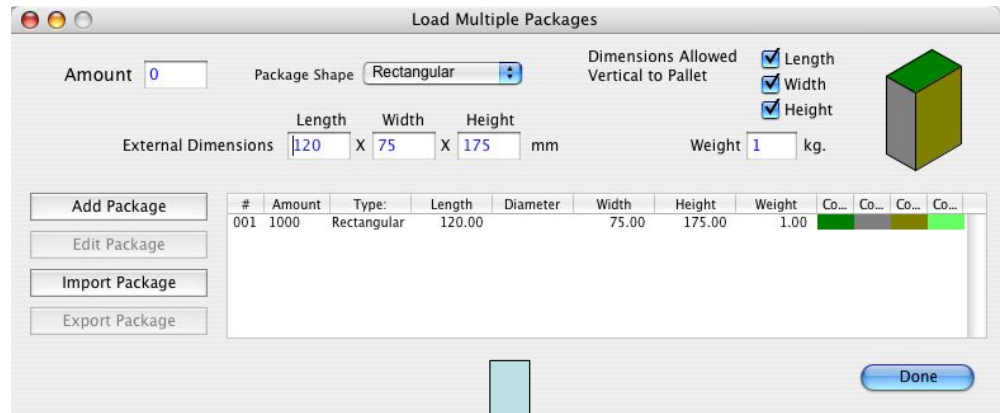 Load Multiple Packages
Amount 0
Package Shape Rectangular
Dimensions Allowed
Vertical to Pallet
Length
Width
Height
Length Width Height
External Dimensions 120 X 75 X 175 mm
Weight 1 kg.
Add Package
Edit Package
Import Package
Export Package
# Amount Type: Length Diameter Width Height Weight Co... Co... Co... Co...
001 1000 Rectangular 120.00 75.00 175.00 1.00
Done